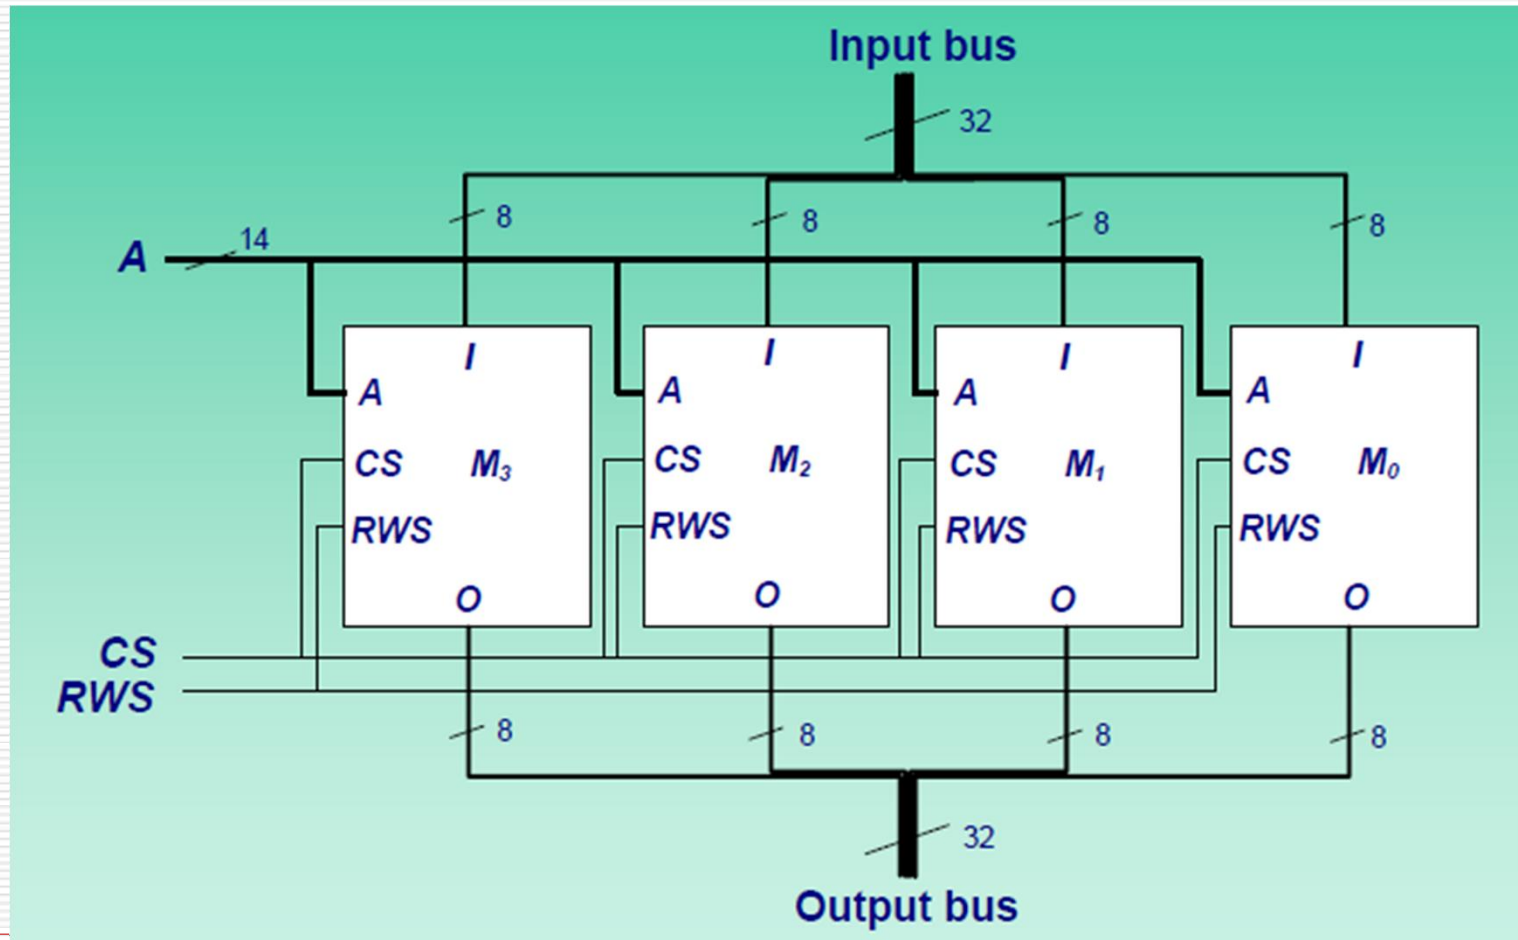 Input bus
32
8 8 8 8
A 14
I I I I
A A A A
CS M₃ CS M₂ CS M₁ CS M₀
RWS RWS RWS RWS
O O O O
CS
RWS
8 8 8 8
32
Output bus